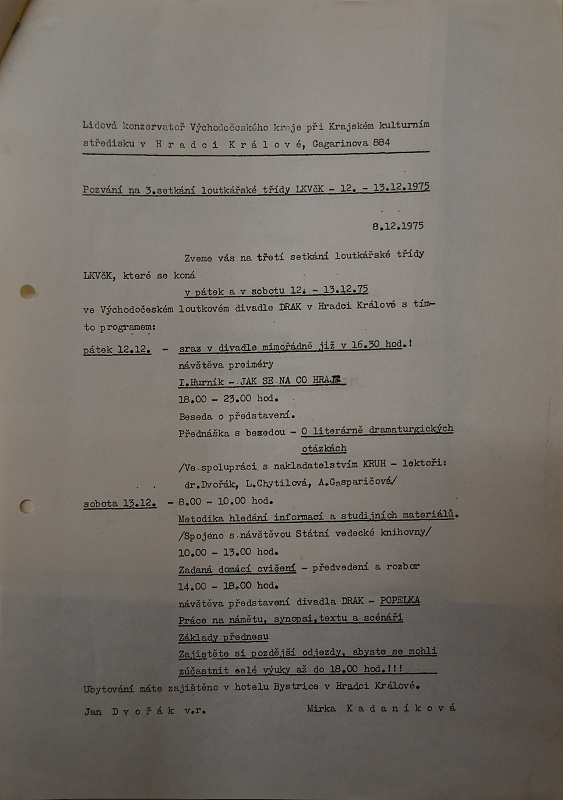 Lidová konzervatoř Východočeského kraje při Krajském kulturním
středisku v H r a d c i K r á l o v é, Gagarinova 884
Pozvání na 3.setkání loutkářské třídy LKVčK - 12. - 13.12.1975
8.12.1975
Zveme vás na třetí setkání loutkářské třídy
LKVčK, které se koná
v pátek a v sobotu 12. - 13.12.75
ve Východočeském loutkovém divadle DRAK v Hradci Králové s tím-
to programem:
pátek 12.12. - sraz v divadle mimořádně již v 16.30 hod.!
návštěva preiméry
I.Hurník - JAK SE NA CO HRAJE
18.00 - 23.00 hod.
Beseda o představení.
Přednáška s besedou - O literárně dramaturgických
otázkách
/Ve spolupráci s nakladatelstvím KRUH - lektoři:
dr.Dvořák, L.Chytilová, A.Gasparičová/
sobota 13.12. - 8.00 - 10.00 hod.
Metodika hledání informací a studijních materiálů.
/Spojeno s návštěvou Státní vedecké knihovny/
10.00 - 13.00 hod.
Zadaná domácí cvičení - předvedení a rozbor
14.00 - 18.00 hod.
návštěva představení divadla DRAK - POPELKA
Práce na námětu, synopsi,textu a scénáři
Základy přednesu
Zajistěte si pozdější odjezdy, abyste se mohli
zúčastnit celé výuky až do 18.00 hod.!!!
Ubytování máte zajištěno v hotelu Bystrice v Hradci Králové.
Jan D v o ř á k v.r. Mirka K a d a n í k o v á